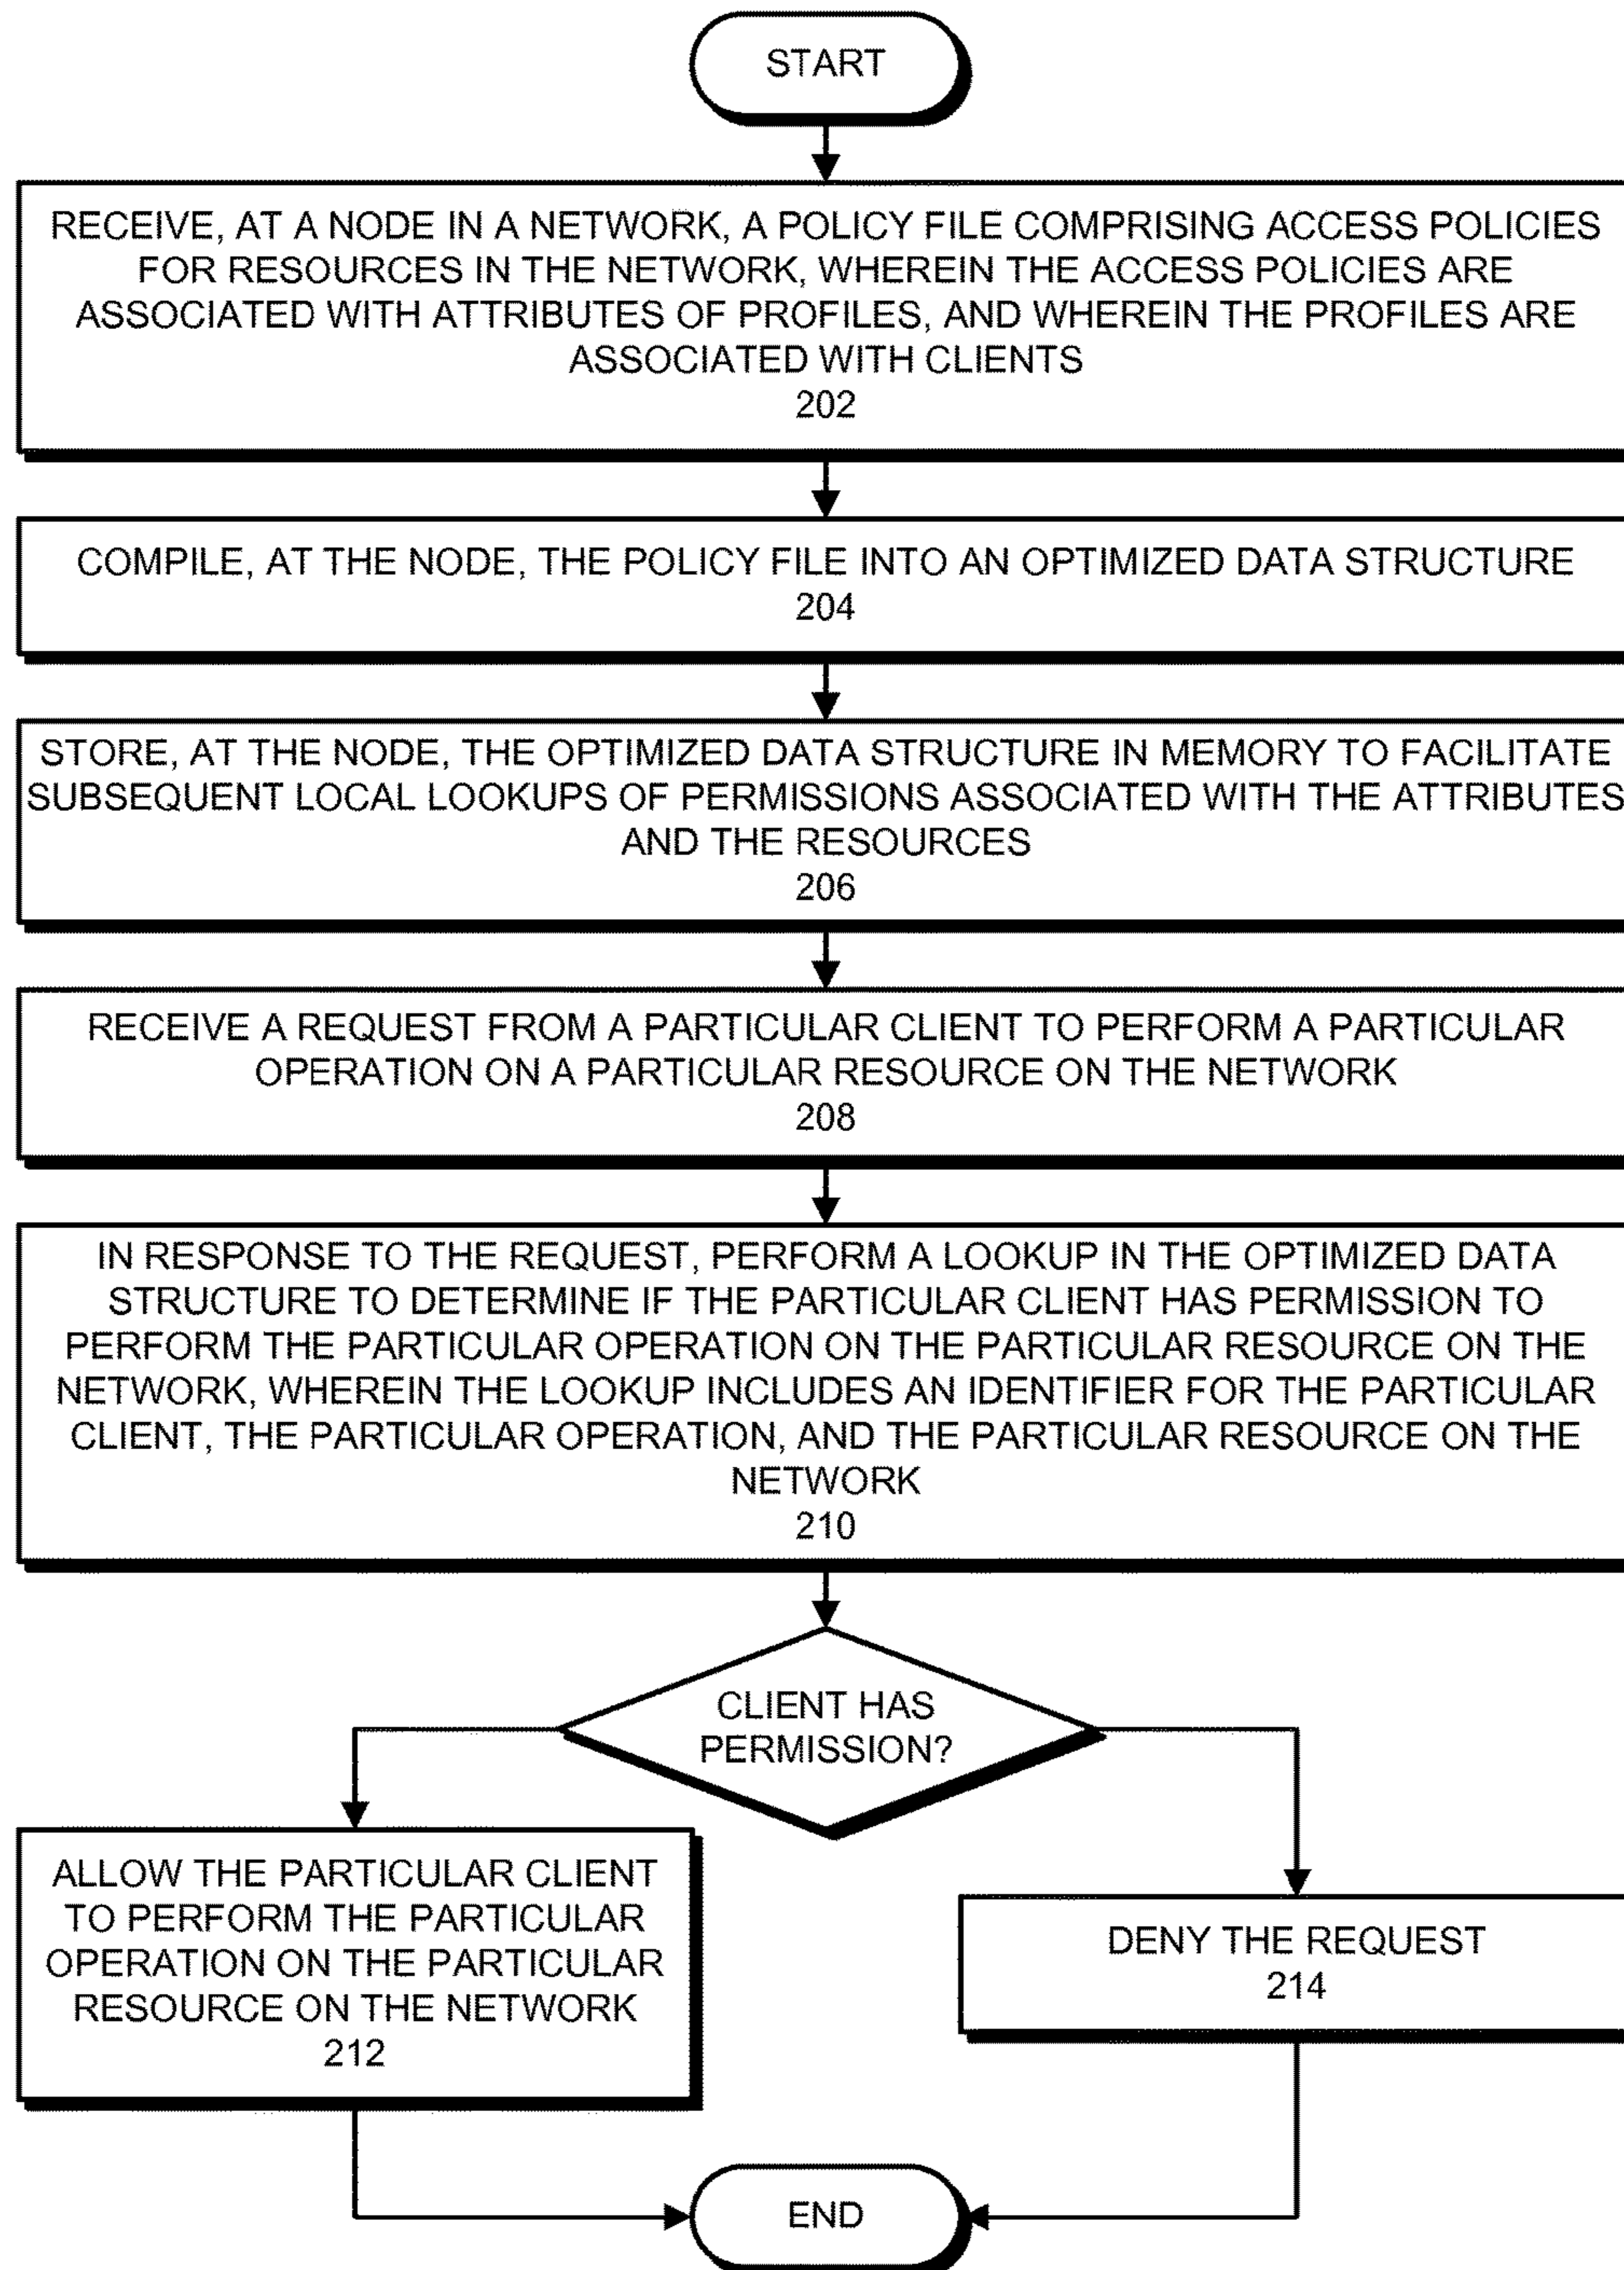 START
RECEIVE, AT A NODE IN A NETWORK, A POLICY FILE COMPRISING ACCESS POLICIES
FOR RESOURCES IN THE NETWORK, WHEREIN THE ACCESS POLICIES ARE
ASSOCIATED WITH ATTRIBUTES OF PROFILES, AND WHEREIN THE PROFILES ARE
ASSOCIATED WITH CLIENTS
202
COMPILE, AT THE NODE, THE POLICY FILE INTO AN OPTIMIZED DATA STRUCTURE
204
STORE, AT THE NODE, THE OPTIMIZED DATA STRUCTURE IN MEMORY TO FACILITATE
SUBSEQUENT LOCAL LOOKUPS OF PERMISSIONS ASSOCIATED WITH THE ATTRIBUTES
AND THE RESOURCES
206
RECEIVE A REQUEST FROM A PARTICULAR CLIENT TO PERFORM A PARTICULAR
OPERATION ON A PARTICULAR RESOURCE ON THE NETWORK
208
IN RESPONSE TO THE REQUEST, PERFORM A LOOKUP IN THE OPTIMIZED DATA
STRUCTURE TO DETERMINE IF THE PARTICULAR CLIENT HAS PERMISSION TO
PERFORM THE PARTICULAR OPERATION ON THE PARTICULAR RESOURCE ON THE
NETWORK, WHEREIN THE LOOKUP INCLUDES AN IDENTIFIER FOR THE PARTICULAR
CLIENT, THE PARTICULAR OPERATION, AND THE PARTICULAR RESOURCE ON THE
NETWORK
210
CLIENT HAS
PERMISSION?
ALLOW THE PARTICULAR CLIENT
TO PERFORM THE PARTICULAR
OPERATION ON THE PARTICULAR
RESOURCE ON THE NETWORK
212
DENY THE REQUEST
214
END